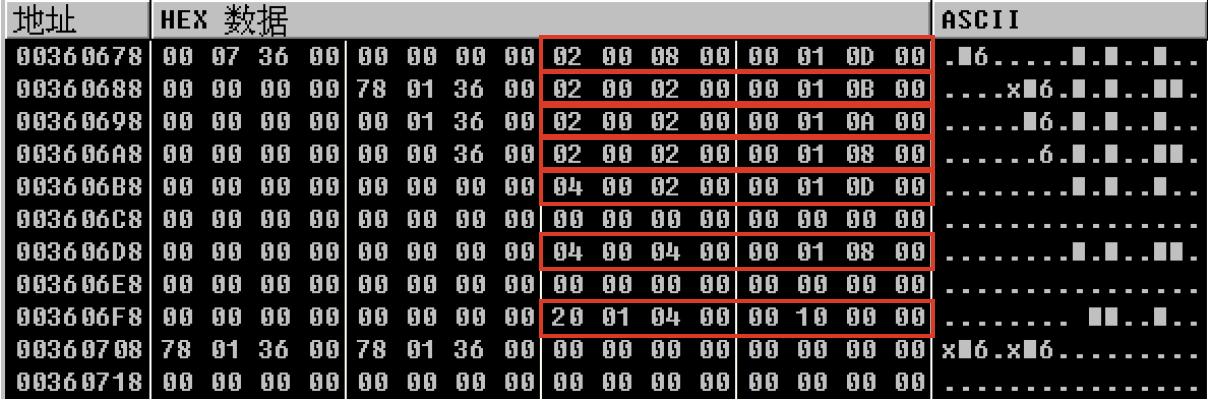 地址 HEX 数据 ASCII
00360678 00 07 36 00 00 00 00 00 02 00 08 00 00 01 0D 00 .■6.....■.■..■..
00360688 00 00 00 00 78 01 36 00 02 00 02 00 00 01 0B 00 ....x■6.■.■..■■.
00360698 00 00 00 00 00 01 36 00 02 00 02 00 00 01 0A 00 .....■6.■.■..■..
003606A8 00 00 00 00 00 00 36 00 02 00 02 00 00 01 08 00 ......6.■.■..■■.
003606B8 00 00 00 00 00 00 00 00 04 00 02 00 00 01 0D 00 ........■.■..■..
003606C8 00 00 00 00 00 00 00 00 00 00 00 00 00 00 00 00 ................
003606D8 00 00 00 00 00 00 00 00 04 00 04 00 00 01 08 00 ........■.■..■■.
003606E8 00 00 00 00 00 00 00 00 00 00 00 00 00 00 00 00 ................
003606F8 00 00 00 00 00 00 00 00 20 01 04 00 00 10 00 00 ........ ■■..■..
00360708 78 01 36 00 78 01 36 00 00 00 00 00 00 00 00 00 x■6.x■6.........
00360718 00 00 00 00 00 00 00 00 00 00 00 00 00 00 00 00 ................